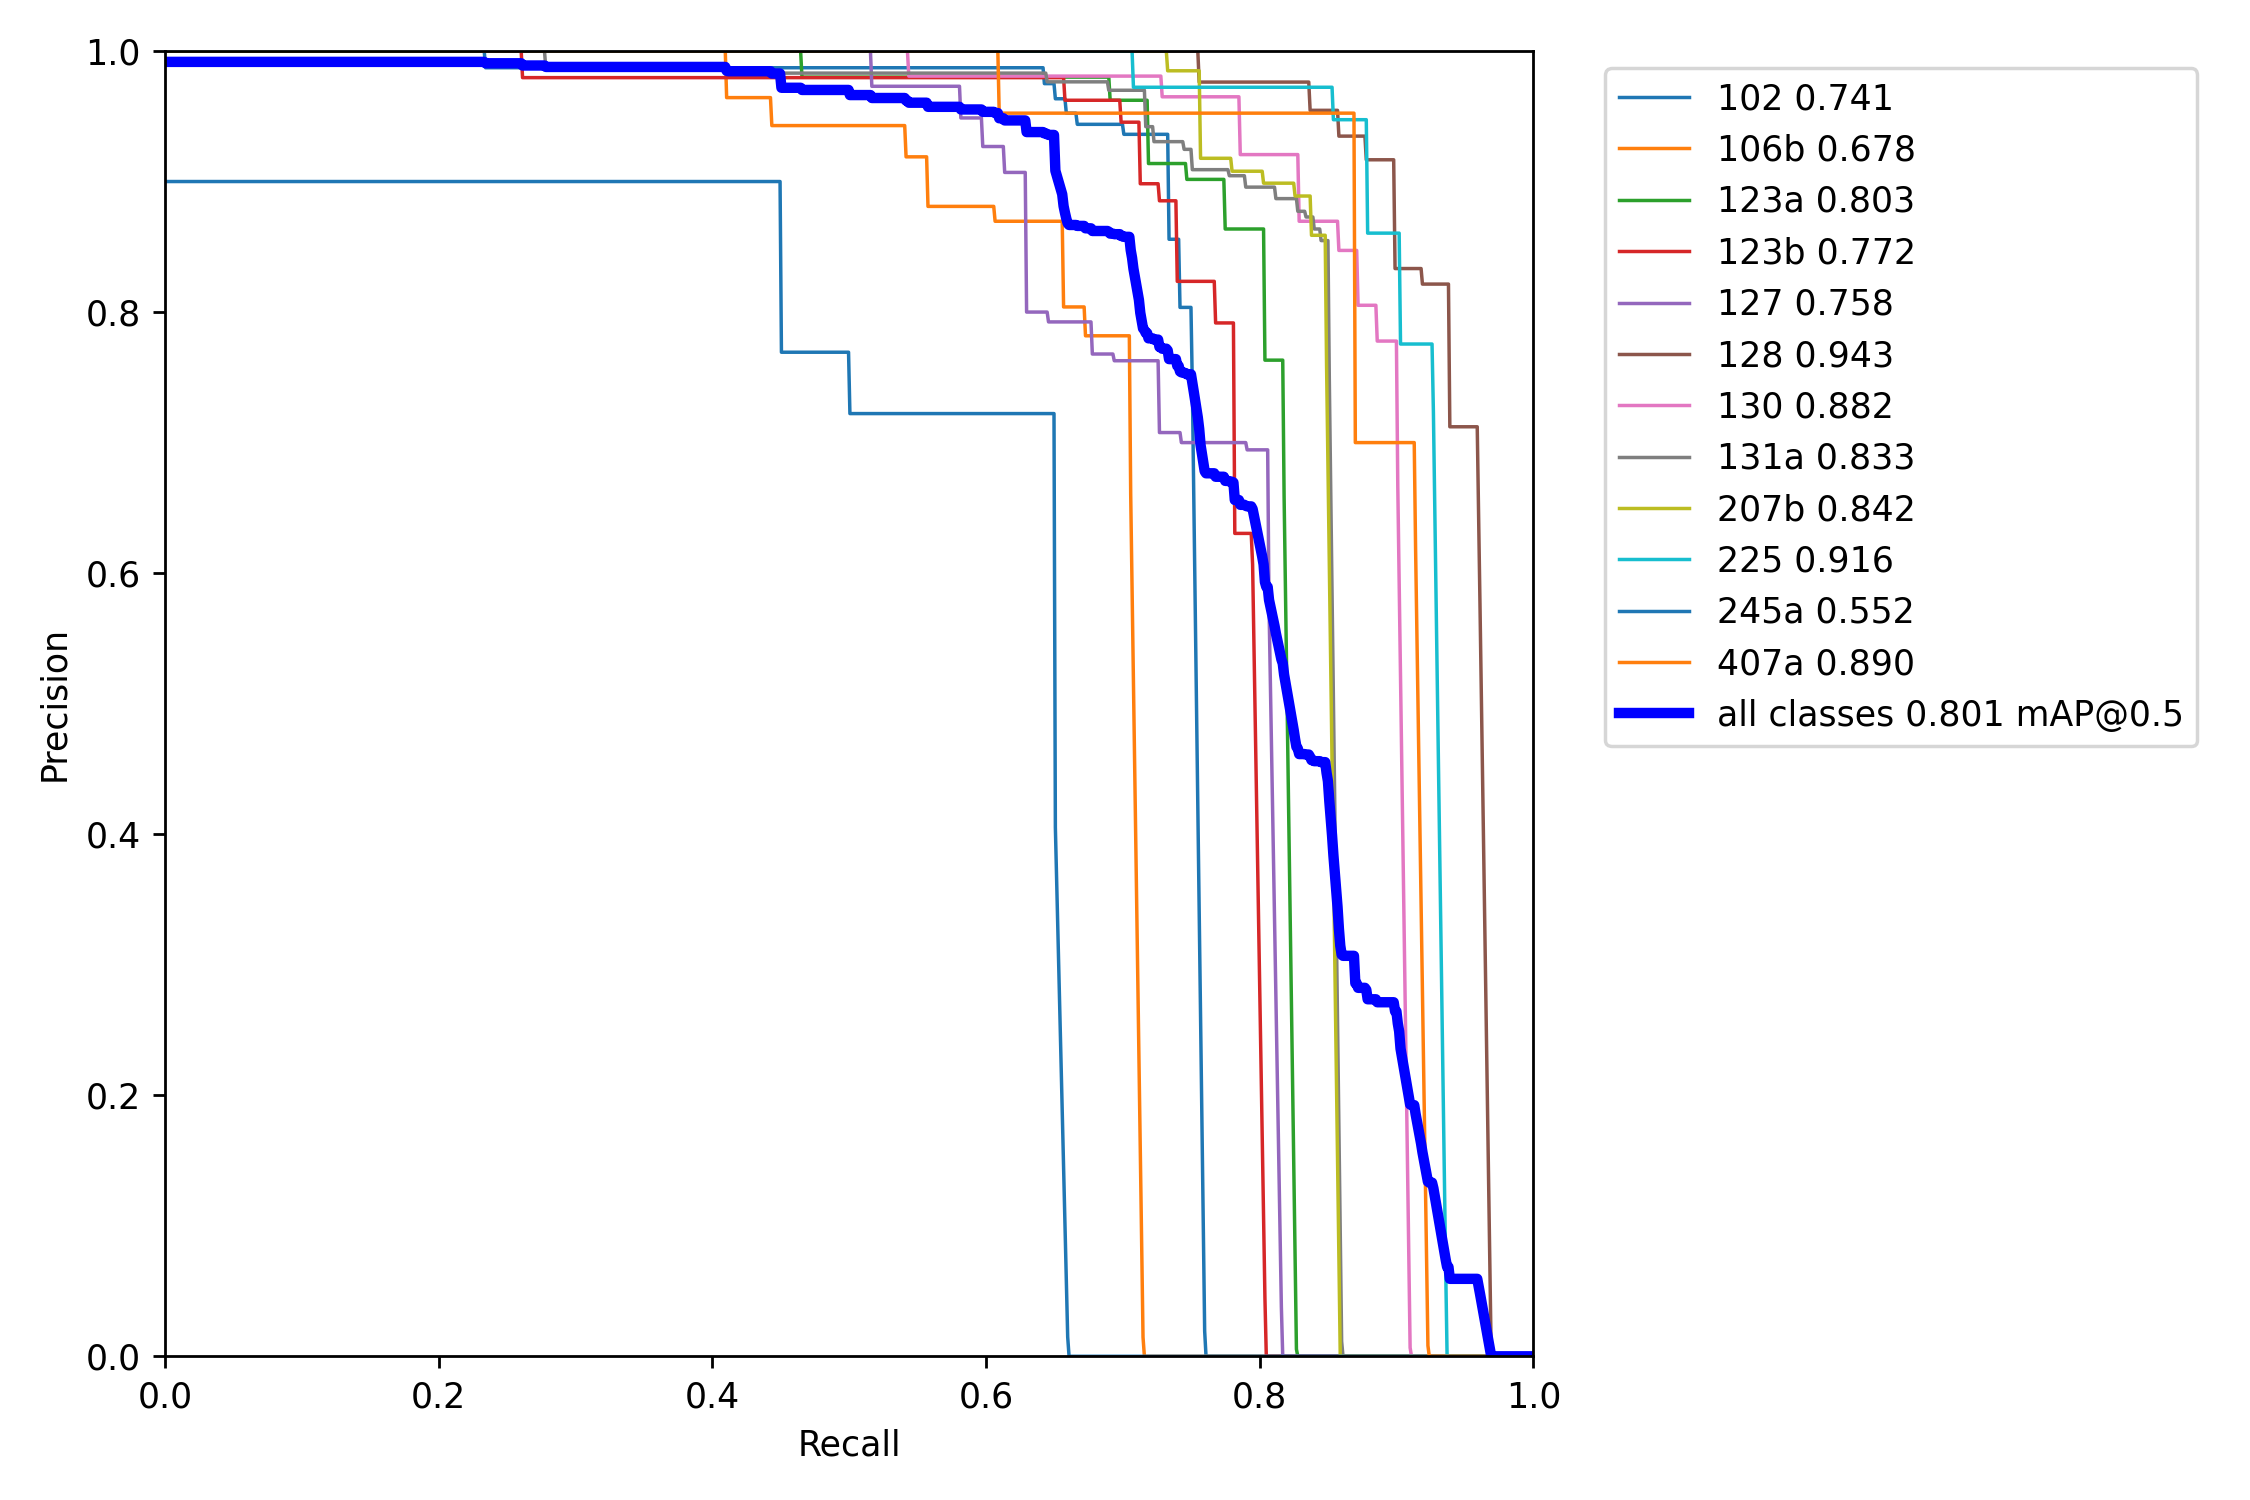 1.0
0.8
0.6
0.4
0.2
0.0
Precision
0.0 0.2 0.4 0.6 0.8 1.0
Recall
102 0.741
106b 0.678
123a 0.803
123b 0.772
127 0.758
128 0.943
130 0.882
131a 0.833
207b 0.842
225 0.916
245a 0.552
407a 0.890
all classes 0.801 mAP@0.5